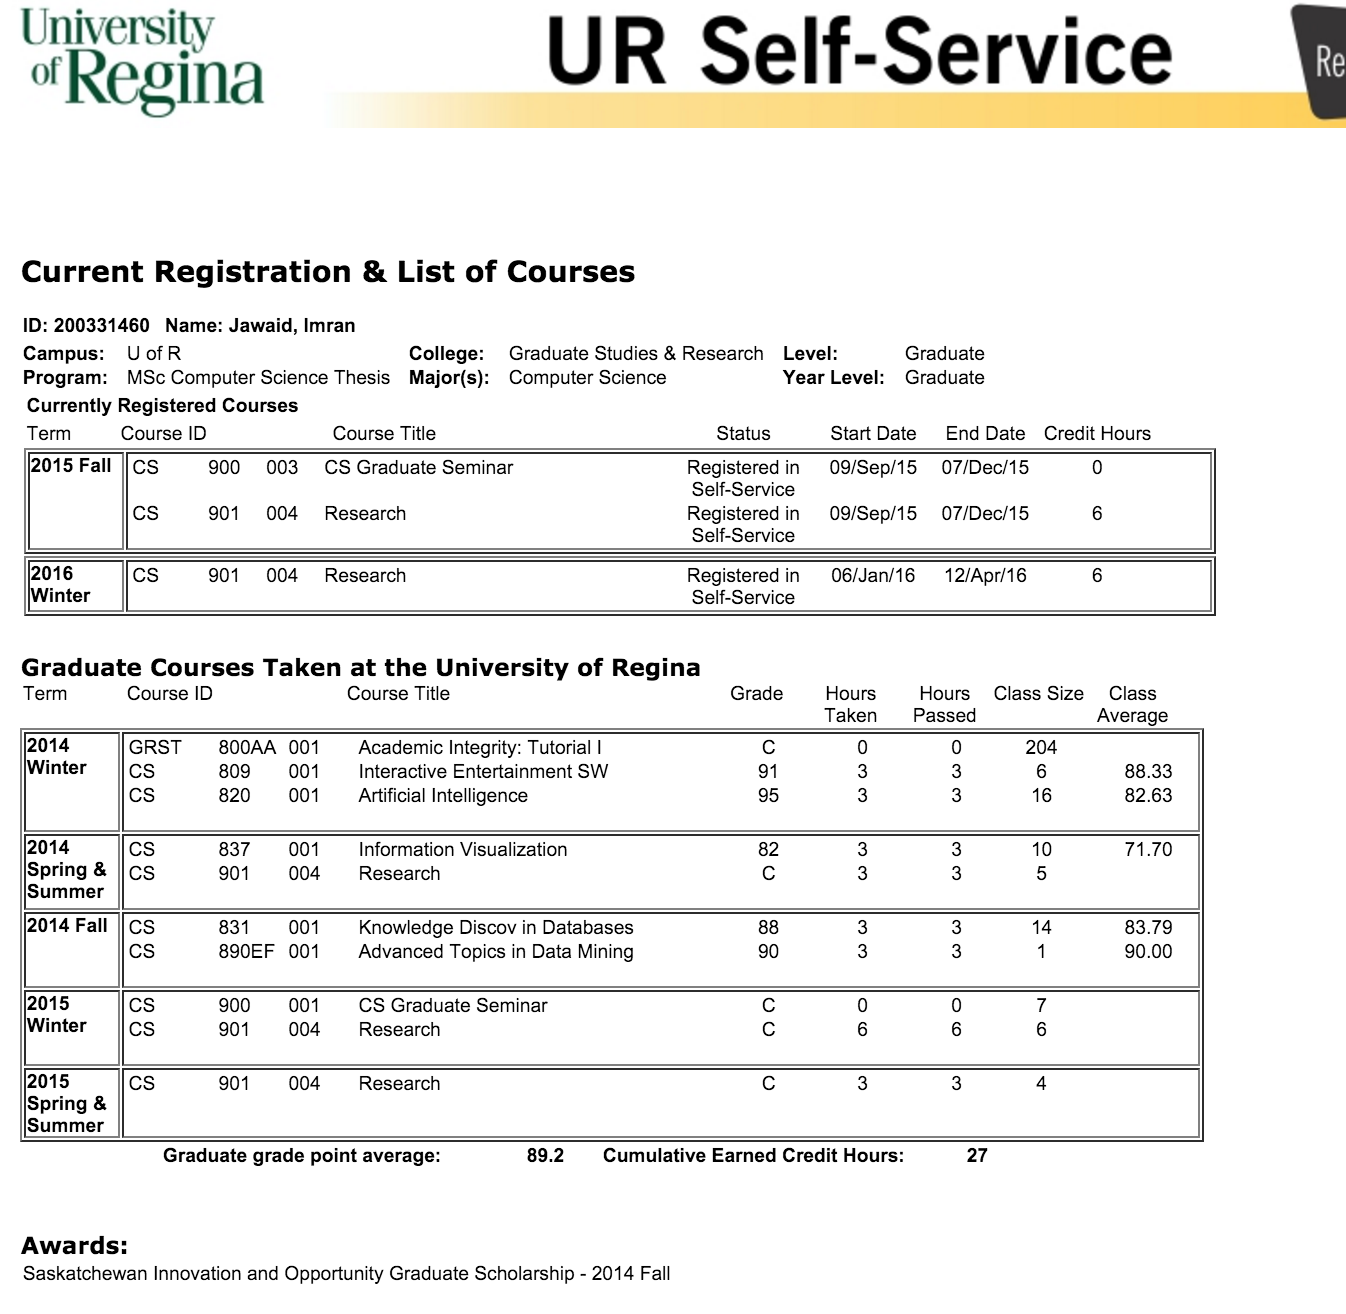 University
of Regina
UR Self-Service
Re
Current Registration & List of Courses
ID: 200331460 Name: Jawaid, Imran
Campus: U of R College: Graduate Studies & Research Level: Graduate
Program: MSc Computer Science Thesis Major(s): Computer Science Year Level: Graduate
Currently Registered Courses
Term Course ID Course Title Status Start Date End Date Credit Hours
2015 Fall CS 900 003 CS Graduate Seminar Registered in 09/Sep/15 07/Dec/15 0
Self-Service
CS 901 004 Research Registered in 09/Sep/15 07/Dec/15 6
Self-Service
2016 CS 901 004 Research Registered in 06/Jan/16 12/Apr/16 6
Winter Self-Service
Graduate Courses Taken at the University of Regina
Term Course ID Course Title Grade Hours Hours Class Size Class
Taken Passed Average
2014 GRST 800AA 001 Academic Integrity: Tutorial I C 0 0 204
Winter CS 809 001 Interactive Entertainment SW 91 3 3 6 88.33
CS 820 001 Artificial Intelligence 95 3 3 16 82.63
2014 CS 837 001 Information Visualization 82 3 3 10 71.70
Spring & CS 901 004 Research C 3 3 5
Summer
2014 Fall CS 831 001 Knowledge Discov in Databases 88 3 3 14 83.79
CS 890EF 001 Advanced Topics in Data Mining 90 3 3 1 90.00
2015 CS 900 001 CS Graduate Seminar C 0 0 7
Winter CS 901 004 Research C 6 6 6
2015 CS 901 004 Research C 3 3 4
Spring &
Summer
Graduate grade point average: 89.2 Cumulative Earned Credit Hours: 27
Awards:
Saskatchewan Innovation and Opportunity Graduate Scholarship - 2014 Fall